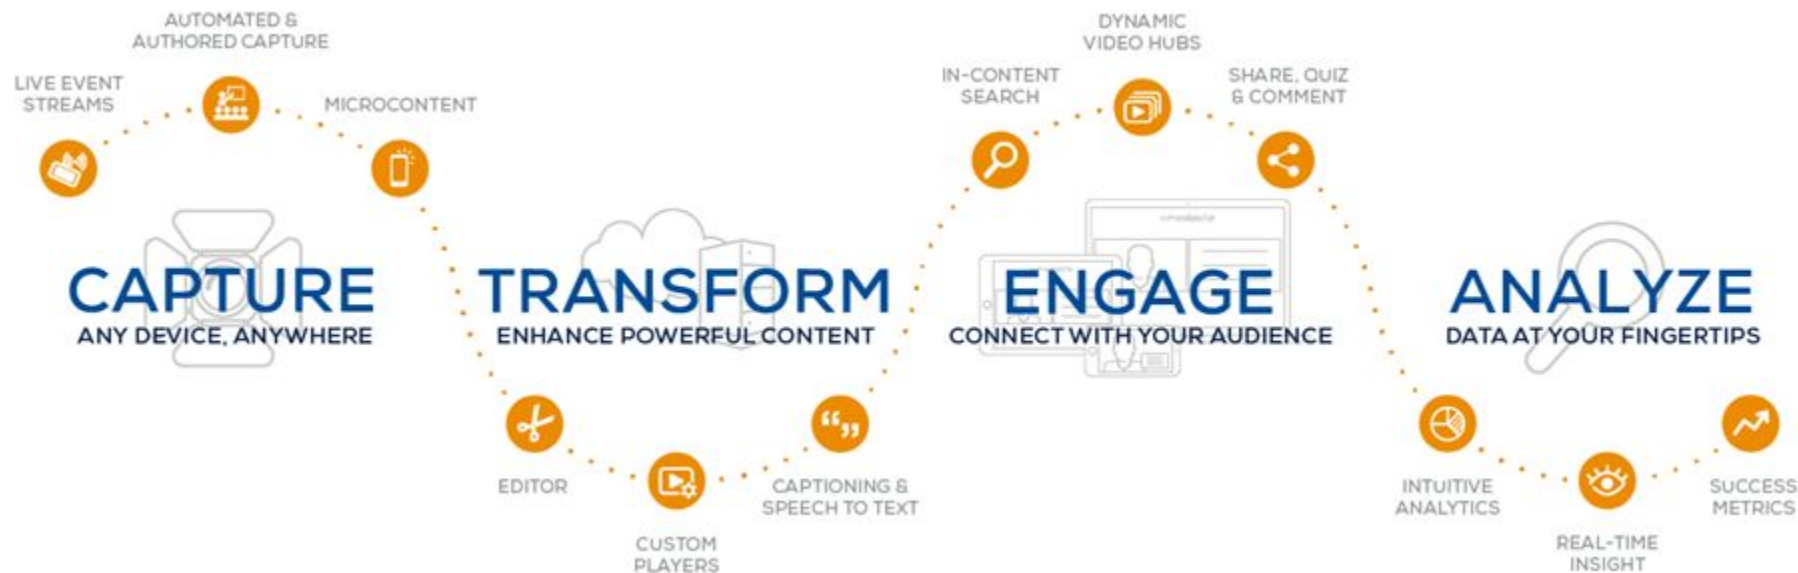 LIVE EVENT
STREAMS
AUTOMATED &
AUTHORED CAPTURE
MICROCONTENT
CAPTURE
ANY DEVICE, ANYWHERE
TRANSFORM
ENHANCE POWERFUL CONTENT
EDITOR
CUSTOM
PLAYERS
CAPTIONING &
SPEECH TO TEXT
IN-CONTENT
SEARCH
DYNAMIC
VIDEO HUBS
SHARE, QUIZ
& COMMENT
ENGAGE
CONNECT WITH YOUR AUDIENCE
ANALYZE
DATA AT YOUR FINGERTIPS
INTUITIVE
ANALYTICS
REAL-TIME
INSIGHT
SUCCESS
METRICS